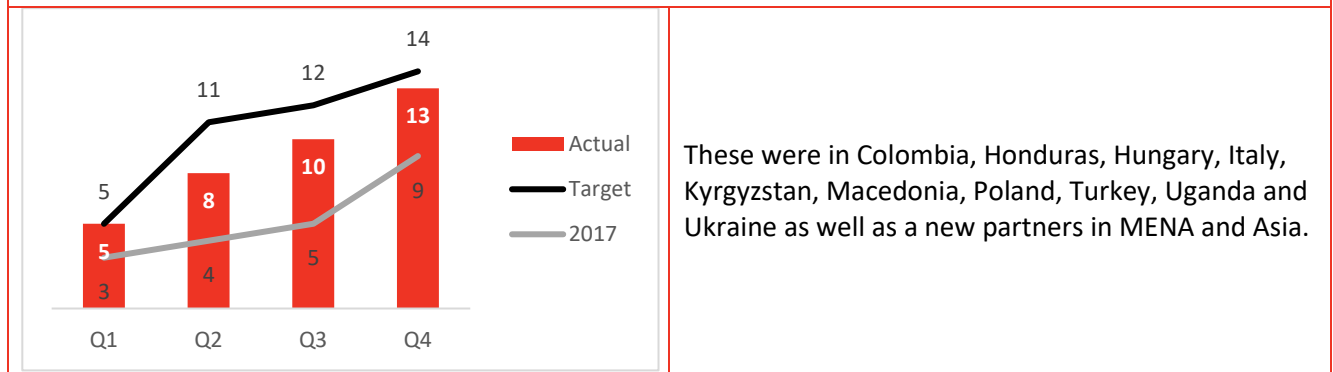 14
12
11
13
Actual
10
5
8
Target
9
2017
5
5
4
3
Q1 Q2 Q3 Q4
These were in Colombia, Honduras, Hungary, Italy,
Kyrgyzstan, Macedonia, Poland, Turkey, Uganda and
Ukraine as well as a new partners in MENA and Asia.